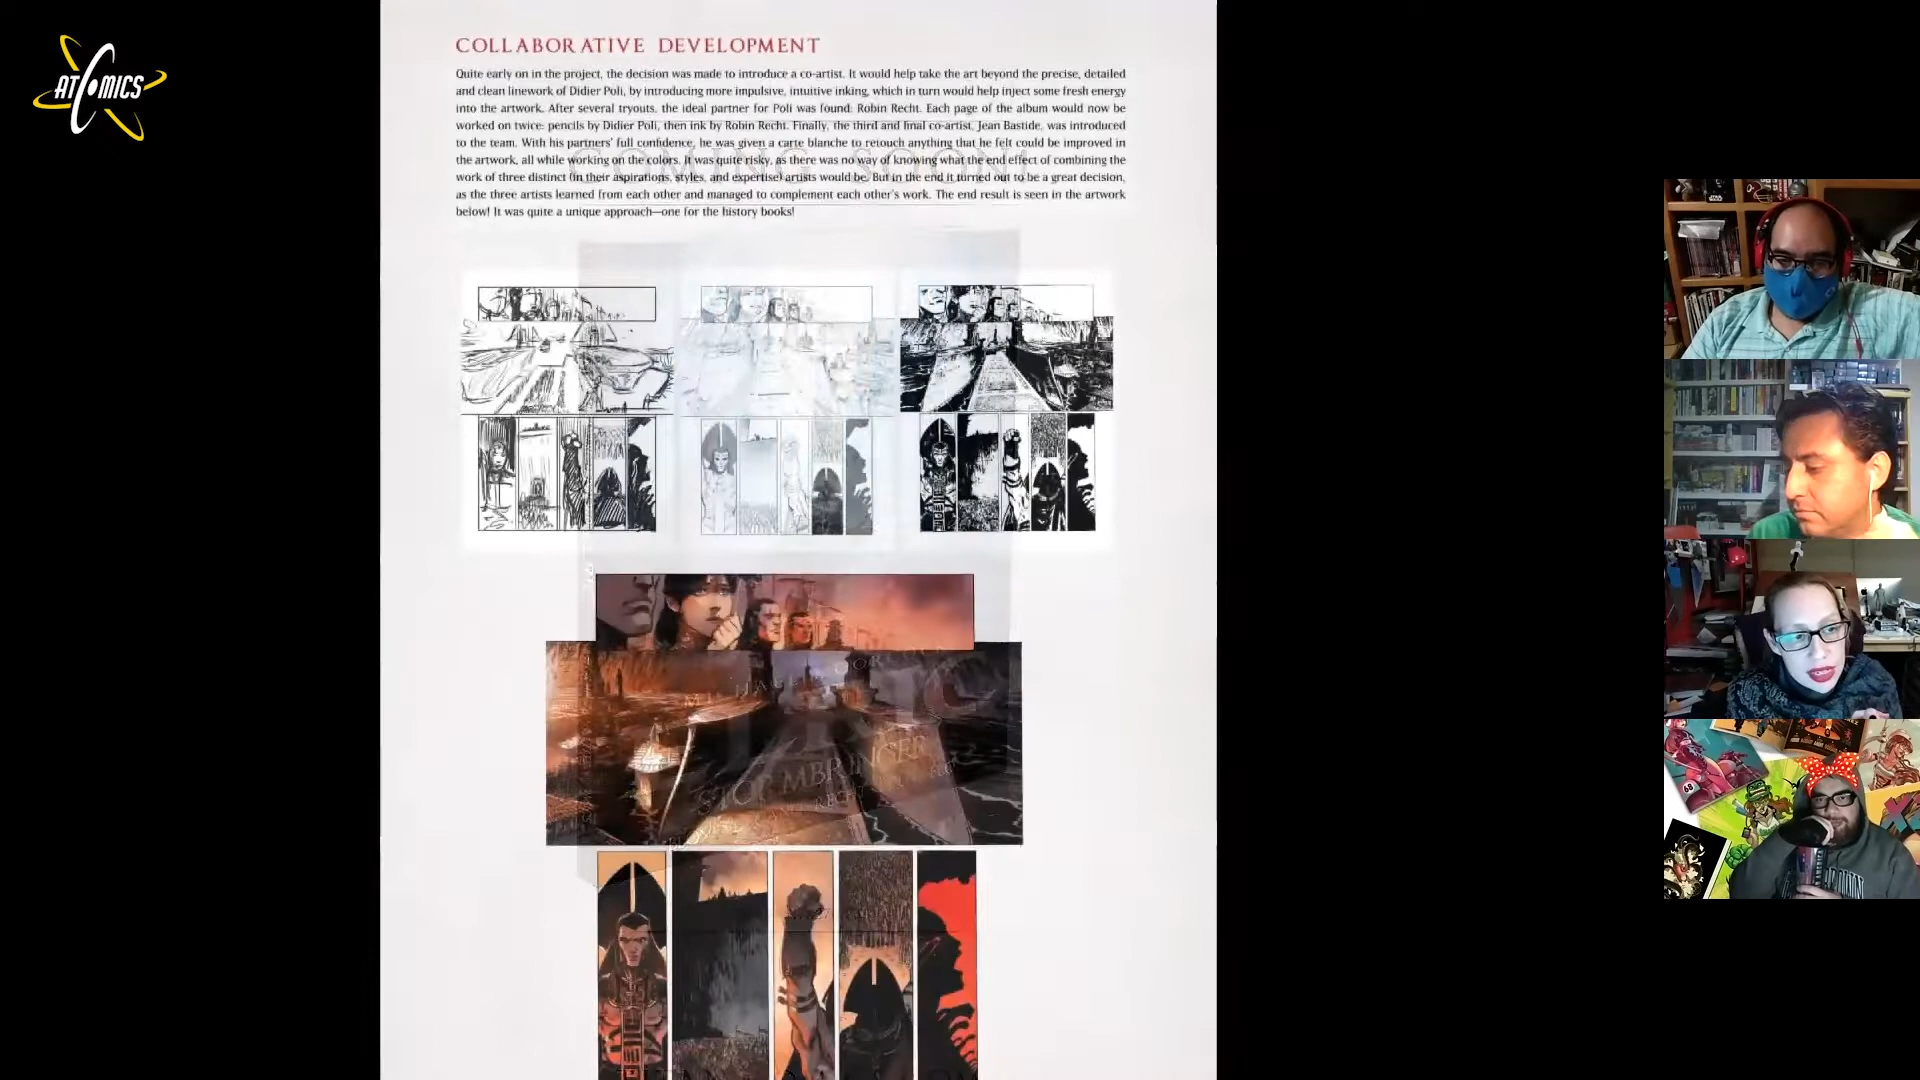 ATCOMICS
COLLABORATIVE DEVELOPMENT
Quite early on in the project, the decision was made to introduce a co-artist. It would help take the art beyond the precise, detailed
and clean linework of Didier Poli, by introducing more impulsive, intuitive inking, which in turn would help inject some fresh energy
into the artwork. After several tryouts, the ideal partner for Poli was found: Robin Recht. Each page of the album would now be
worked on twice: pencils by Didier Poli, then ink by Robin Recht. Finally, the third and final co-artist, Jean Bastide, was introduced
to the team. With his partners' full confidence, he was given a carte blanche to retouch anything that he felt could be improved in
the artwork, all while working on the colors. It was quite risky, as there was no way of knowing what the end effect of combining the
work of three distinct (in their aspirations, styles, and expertise) artists would be. But in the end it turned out to be a great decision,
as the three artists learned from each other and managed to complement each other's work. The end result is seen in the artwork
below! It was quite a unique approach—one for the history books!
COMING SOON!
STORMBRINGER
68